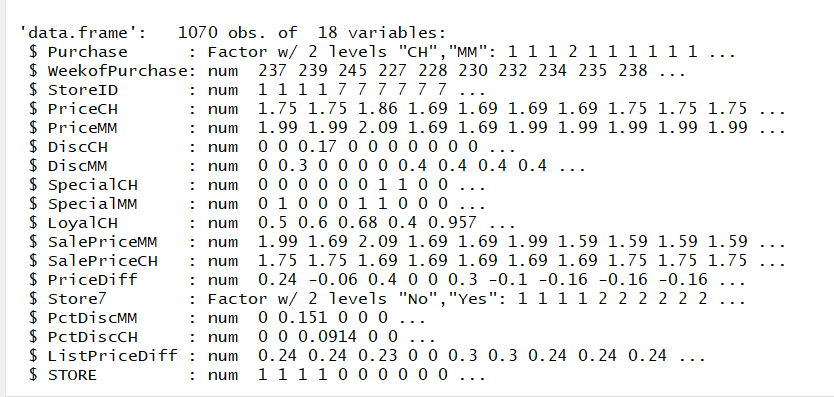 'data.frame':   1070 obs. of  18 variables:
 $ Purchase      : Factor w/ 2 levels "CH","MM": 1 1 1 2 1 1 1 1 1 1 ...
 $ WeekofPurchase: num  237 239 245 227 228 230 232 234 235 238 ...
 $ StoreID       : num  1 1 1 1 7 7 7 7 7 7 ...
 $ PriceCH       : num  1.75 1.75 1.86 1.69 1.69 1.69 1.69 1.75 1.75 1.75 ...
 $ PriceMM       : num  1.99 1.99 2.09 1.69 1.69 1.99 1.99 1.99 1.99 1.99 ...
 $ DiscCH        : num  0 0 0.17 0 0 0 0 0 0 0 ...
 $ DiscMM        : num  0 0.3 0 0 0 0 0.4 0.4 0.4 0.4 ...
 $ SpecialCH     : num  0 0 0 0 0 0 1 1 0 0 ...
 $ SpecialMM     : num  0 1 0 0 0 1 1 0 0 0 ...
 $ LoyalCH       : num  0.5 0.6 0.68 0.4 0.957 ...
 $ SalePriceMM   : num  1.99 1.69 2.09 1.69 1.69 1.99 1.59 1.59 1.59 1.59 ...
 $ SalePriceCH   : num  1.75 1.75 1.69 1.69 1.69 1.69 1.69 1.75 1.75 1.75 ...
 $ PriceDiff     : num  0.24 -0.06 0.4 0 0 0.3 -0.1 -0.16 -0.16 -0.16 ...
 $ Store7        : Factor w/ 2 levels "No","Yes": 1 1 1 1 2 2 2 2 2 2 ...
 $ PctDiscMM     : num  0 0.151 0 0 0 ...
 $ PctDiscCH     : num  0 0 0.0914 0 0 ...
 $ ListPriceDiff : num  0.24 0.24 0.23 0 0 0.3 0.3 0.24 0.24 0.24 ...
 $ STORE         : num  1 1 1 1 0 0 0 0 0 0 ...